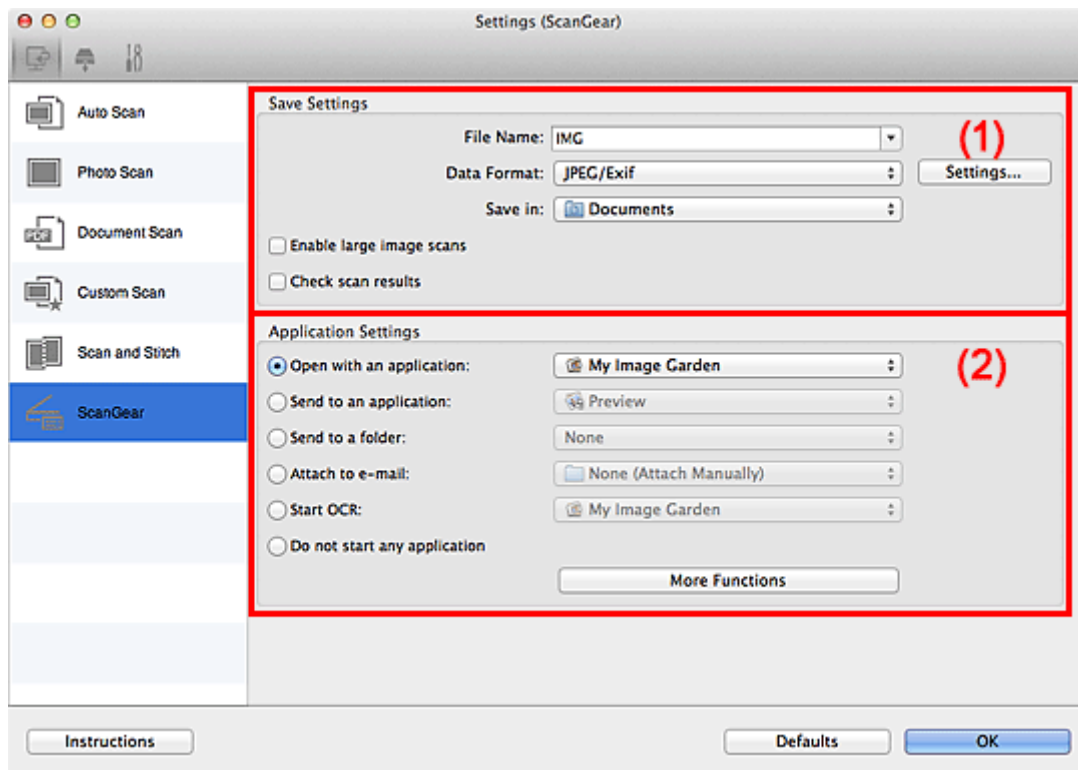 Settings (ScanGear)
Auto Scan
Photo Scan
Document Scan
Custom Scan
Scan and Stitch
ScanGear
Save Settings
(1)
File Name: IMG
Data Format: JPEG/Exif Settings...
Save in: Documents
Enable large image scans
Check scan results
Application Settings
(2)
Open with an application: My Image Garden
Send to an application: Preview
Send to a folder: None
Attach to e-mail: None (Attach Manually)
Start OCR: My Image Garden
Do not start any application
More Functions
Instructions Defaults OK